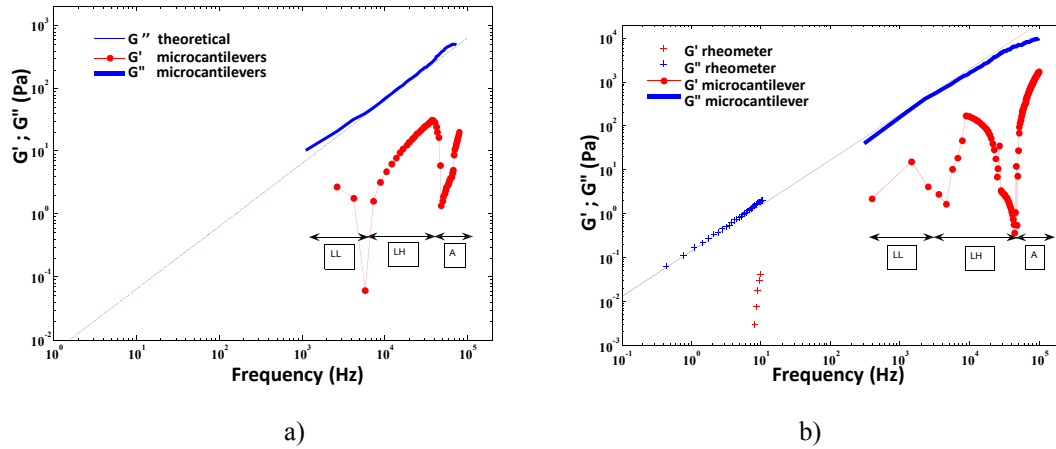 G'' theoretical
G' microcantilevers
G" microcantilevers
G' ; G" (Pa)
10³
10²
10¹
10⁰
10⁻¹
10⁻²
LL
LH
A
10⁰
10¹
10²
10³
10⁴
10⁵
Frequency (Hz)
a)
G' rheometer
G" rheometer
G' microcantilever
G" microcantilever
G' ; G" (Pa)
10⁴
10³
10²
10¹
10⁰
10⁻¹
10⁻²
10⁻³
LL
LH
A
10⁻¹
10⁰
10¹
10²
10³
10⁴
10⁵
Frequency (Hz)
b)